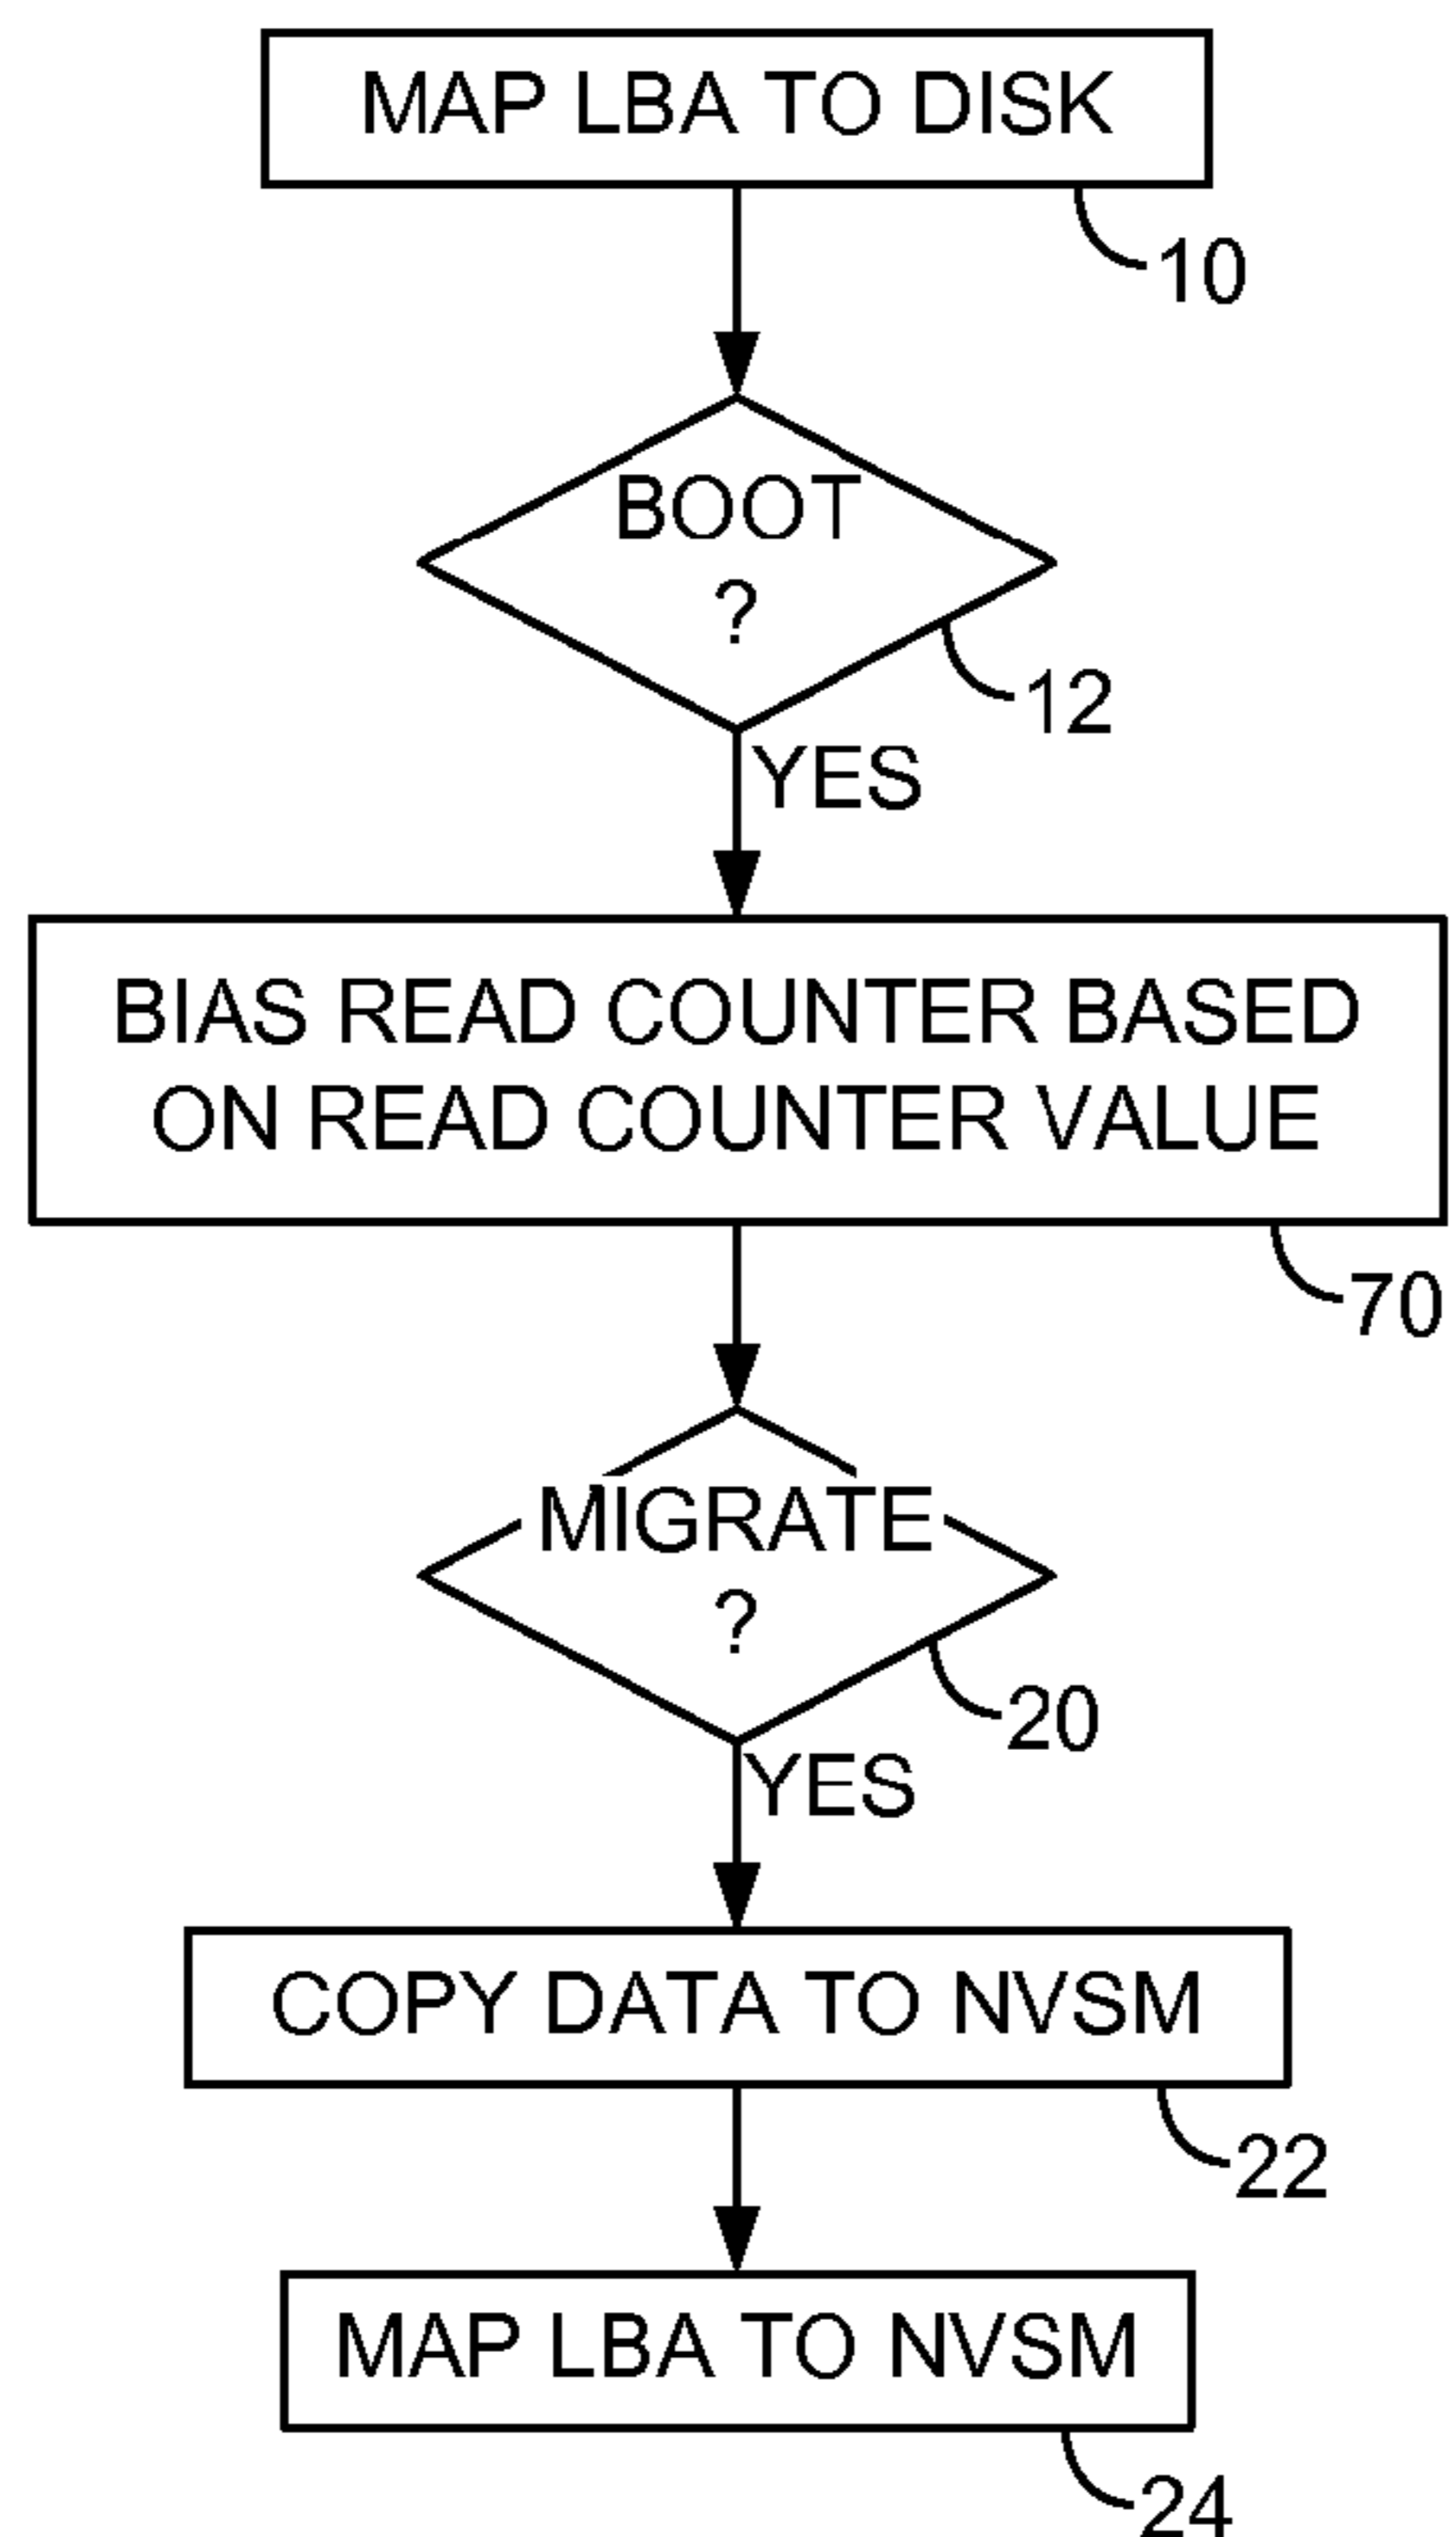 MAP LBA TO DISK
10
BOOT
?
12
YES
BIAS READ COUNTER BASED
ON READ COUNTER VALUE
70
MIGRATE
?
20
YES
COPY DATA TO NVSM
22
MAP LBA TO NVSM
24